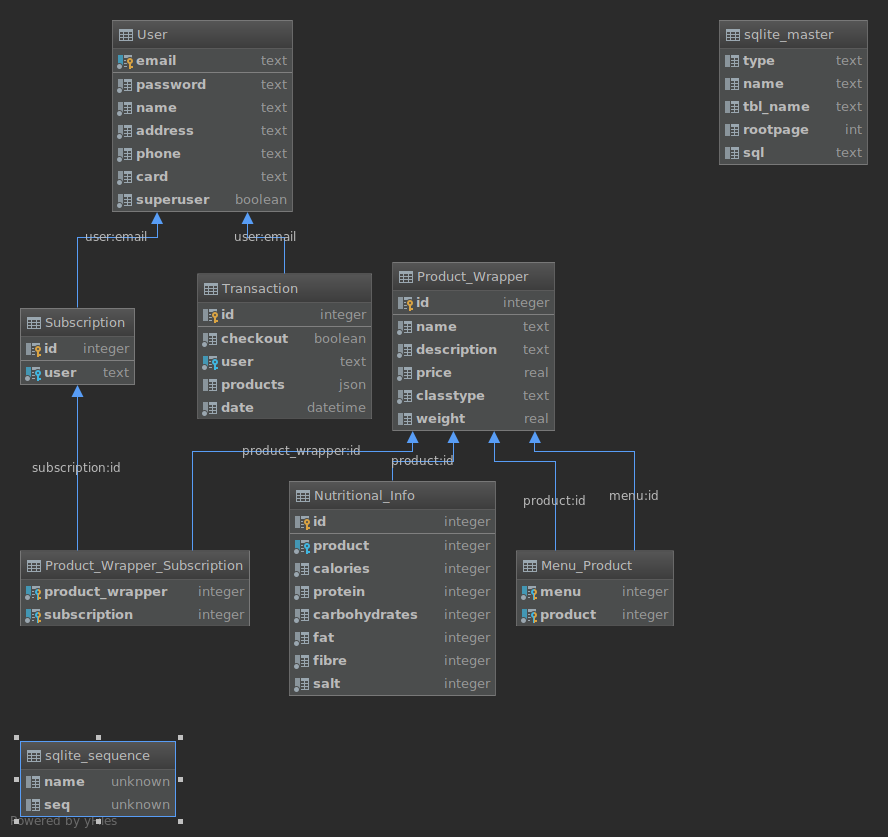 User
email text
password text
name text
address text
phone text
card text
superuser boolean
sqlite_master
type text
name text
tbl_name text
rootpage int
sql text
user:email
user:email
Transaction
id integer
checkout boolean
user text
products json
date datetime
Product_Wrapper
id integer
name text
description text
price real
classtype text
weight real
Subscription
id integer
user text
subscription:id
product_wrapper:id
product:id
product:id
menu:id
Nutritional_Info
id integer
product integer
calories integer
protein integer
carbohydrates integer
fat integer
fibre integer
salt integer
Product_Wrapper_Subscription
product_wrapper integer
subscription integer
Menu_Product
menu integer
product integer
sqlite_sequence
name unknown
seq unknown
Powered by yFiles